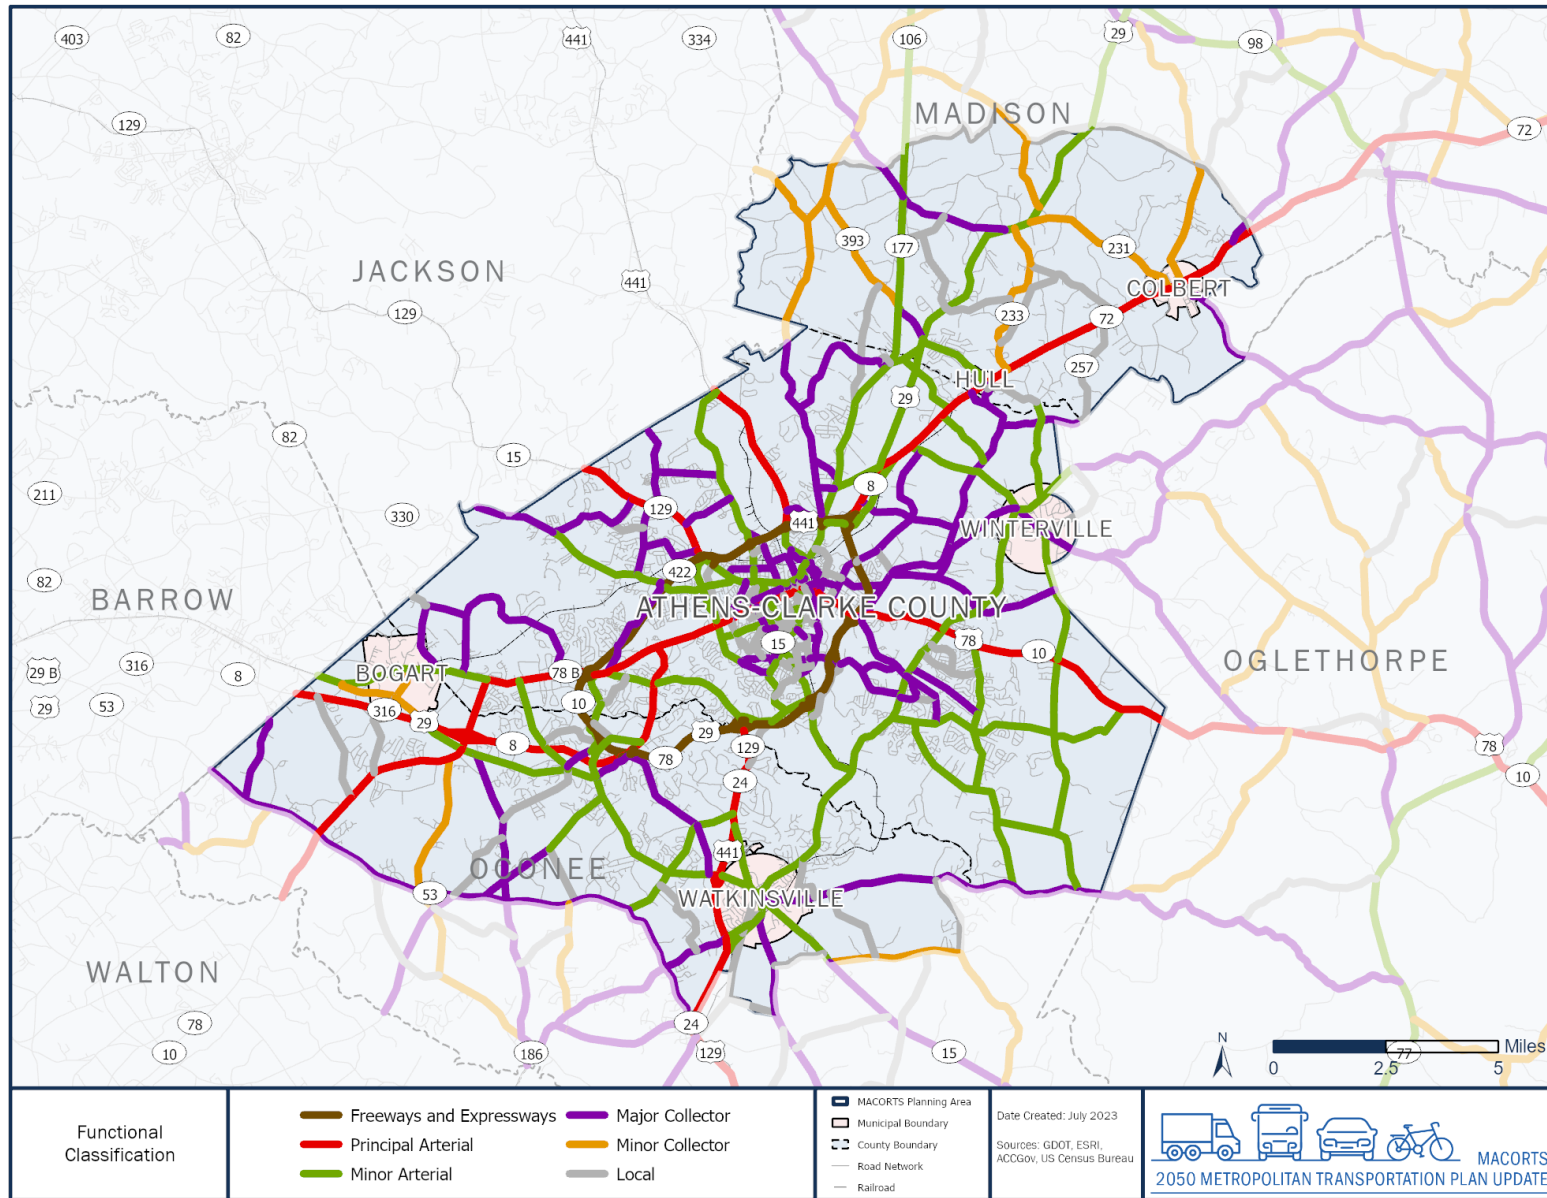 403
82
441
334
106
29
98
MADISON
129
72
393
177
231
JACKSON
441
COLBERT
129
233
72
257
HULL
29
82
15
8
211
129
330
441
WINTERVILLE
422
82
BARROW
ATHENS-CLARKE COUNTY
15
78
10
OGLETHORPE
29 B
316
8
BOGART
78 B
29
53
10
316
29
8
29
129
78
78
24
10
441
OCONEE
53
WATKINSVILLE
WALTON
78
24
10
186
129
15
N
Miles
77
0
2.5
5
Functional
Classification
Freeways and Expressways
Principal Arterial
Minor Arterial
Major Collector
Minor Collector
Local
MACORTS Planning Area
Municipal Boundary
County Boundary
Road Network
Railroad
Date Created: July 2023
Sources: GDOT, ESRI,
ACCGov, US Census Bureau
MACORTS
2050 METROPOLITAN TRANSPORTATION PLAN UPDATE